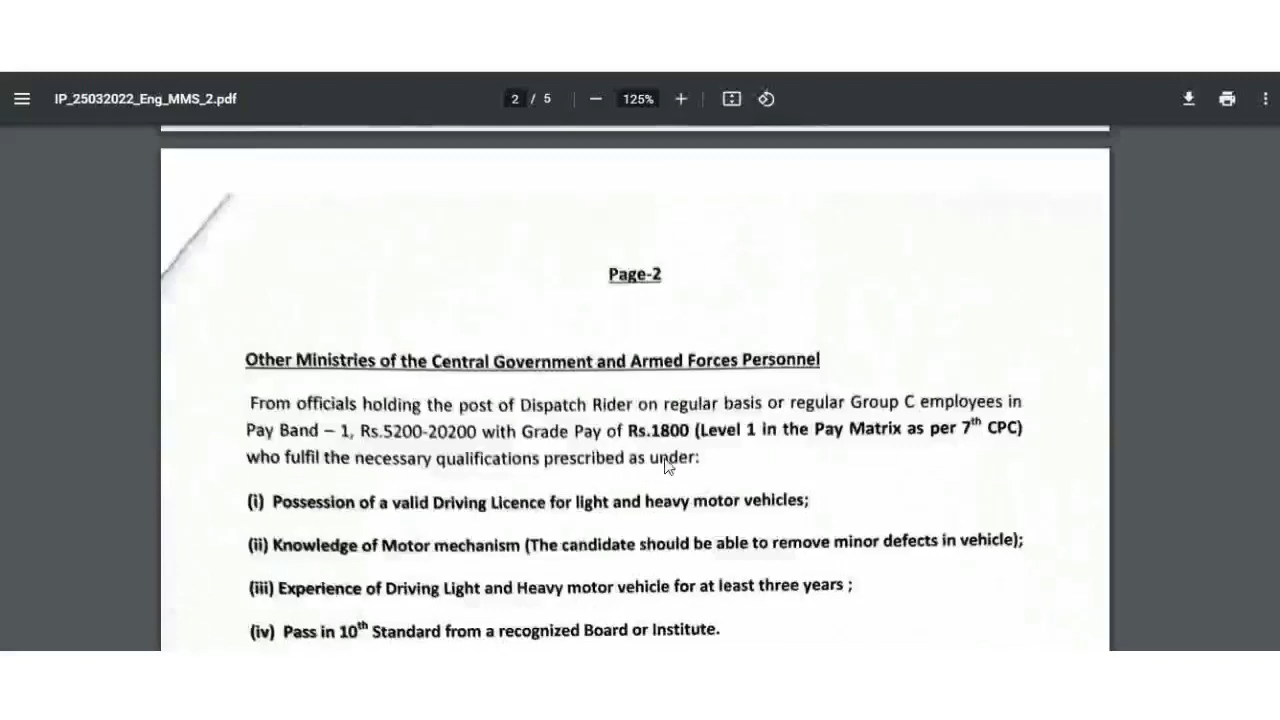 IP_25032022_Eng_MMS_2.pdf
2 / 5
125%
Page-2
Other Ministries of the Central Government and Armed Forces Personnel
From officials holding the post of Dispatch Rider on regular basis or regular Group C employees in
Pay Band – 1, Rs.5200-20200 with Grade Pay of Rs.1800 (Level 1 in the Pay Matrix as per 7th CPC)
who fulfil the necessary qualifications prescribed as under:
(i) Possession of a valid Driving Licence for light and heavy motor vehicles;
(ii) Knowledge of Motor mechanism (The candidate should be able to remove minor defects in vehicle);
(iii) Experience of Driving Light and Heavy motor vehicle for at least three years ;
(iv) Pass in 10th Standard from a recognized Board or Institute.